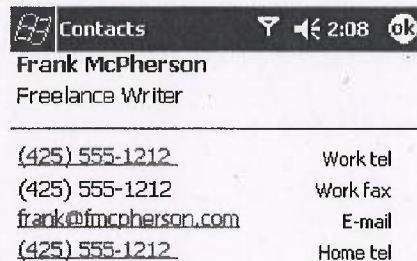 Contacts 2:08 ok
Frank McPherson
Freelance Writer
(425) 555-1212 Work tel
(425) 555-1212 Work fax
frank@fmcpherson.com E-mail
(425) 555-1212 Home tel